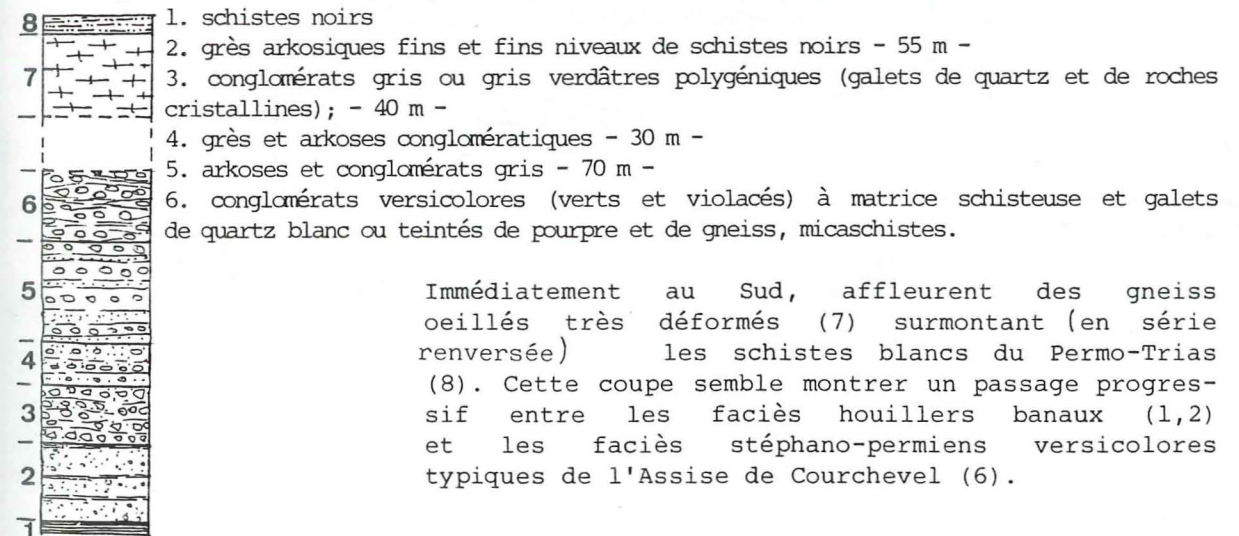 8
7
6
5
4
3
2
1
1. schistes noirs
2. grès arkosiques fins et fins niveaux de schistes noirs - 55 m -
3. conglomérats gris ou gris verdâtres polygéniques (galets de quartz et de roches
cristallines); - 40 m -
4. grès et arkoses conglomératiques - 30 m -
5. arkoses et conglomérats gris - 70 m -
6. conglomérats versicolores (verts et violacés) à matrice schisteuse et galets
de quartz blanc ou teintés de pourpre et de gneiss, micaschistes.
Immédiatement au Sud, affleurent des gneiss
oeillés très déformés (7) surmontant (en série
renversée) les schistes blancs du Permo-Trias
(8). Cette coupe semble montrer un passage progres-
sif entre les faciès houillers banaux (1,2)
et les faciès stéphano-permiens versicolores
typiques de l'Assise de Courchevel (6).